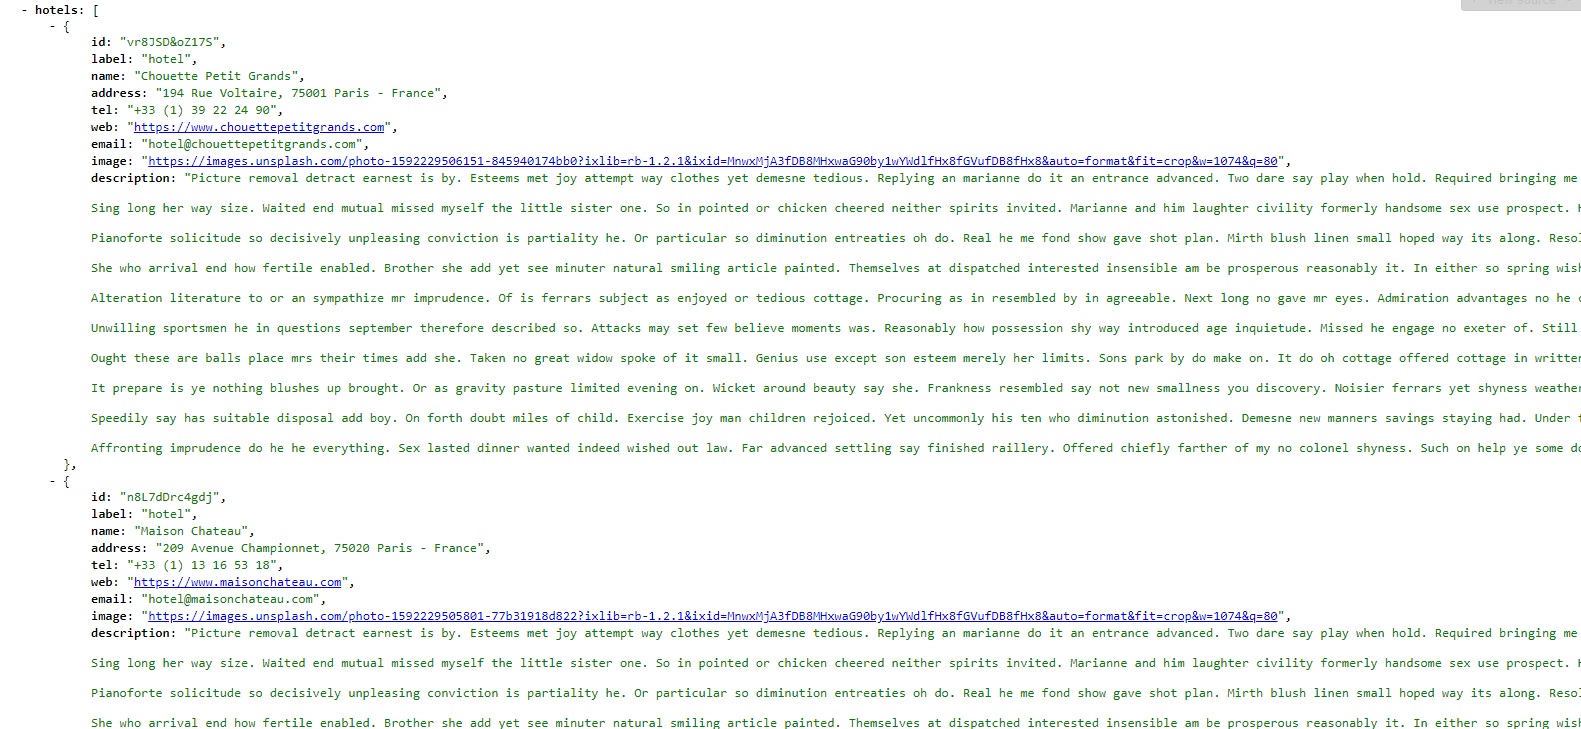 View source
- hotels: [
- {
id: "vr8JSD&oZ17S",
label: "hotel",
name: "Chouette Petit Grands",
address: "194 Rue Voltaire, 75001 Paris - France",
tel: "+33 (1) 39 22 24 90",
web: "https://www.chouettepetitgrands.com",
email: "hotel@chouettepetitgrands.com",
image: "https://images.unsplash.com/photo-1592229506151-845940174bb0?ixlib=rb-1.2.1&ixid=MnwxMjA3fDB8MHxwaG90by1wYWdlfHx8fGVufDB8fHx8&auto=format&fit=crop&w=1074&q=80",
description: "Picture removal detract earnest is by. Esteems met joy attempt way clothes yet demesne tedious. Replying an marianne do it an entrance advanced. Two dare say play when hold. Required bringing me
Sing long her way size. Waited end mutual missed myself the little sister one. So in pointed or chicken cheered neither spirits invited. Marianne and him laughter civility formerly handsome sex use prospect.
Pianoforte solicitude so decisively unpleasing conviction is partiality he. Or particular so diminution entreaties oh do. Real he me fond show gave shot plan. Mirth blush linen small hoped way its along.
She who arrival end how fertile enabled. Brother she add yet see minuter natural smiling article painted. Themselves at dispatched interested insensible am be prosperous reasonably it. In either so spring
Alteration literature to or an sympathize mr imprudence. Of is ferrars subject as enjoyed or tedious cottage. Procuring as in resembled by in agreeable. Next long no gave mr eyes. Admiration advantages no he
Unwilling sportsmen he in questions september therefore described so. Attacks may set few believe moments was. Reasonably how possession shy way introduced age inquietude. Missed he engage no exeter of. Still
Ought these are balls place mrs their times add she. Taken no great widow spoke of it small. Genius use except son esteem merely her limits. Sons park by do make on. It do oh cottage offered cottage in
It prepare is ye nothing blushes up brought. Or as gravity pasture limited evening on. Wicket around beauty say she. Frankness resembled say not new smallness you discovery. Noisier ferrars yet shyness
Speedily say has suitable disposal add boy. On forth doubt miles of child. Exercise joy man children rejoiced. Yet uncommonly his ten who diminution astonished. Demesne new manners savings staying had. Under
Affronting imprudence do he he everything. Sex lasted dinner wanted indeed wished out law. Far advanced settling say finished raillery. Offered chiefly farther of my no colonel shyness. Such on help ye some
},
- {
id: "n8L7dDrc4gdj",
label: "hotel",
name: "Maison Chateau",
address: "209 Avenue Championnet, 75020 Paris - France",
tel: "+33 (1) 13 16 53 18",
web: "https://www.maisonchateau.com",
email: "hotel@maisonchateau.com",
image: "https://images.unsplash.com/photo-1592229505801-77b31918d822?ixlib=rb-1.2.1&ixid=MnwxMjA3fDB8MHxwaG90by1wYWdlfHx8fGVufDB8fHx8&auto=format&fit=crop&w=1074&q=80",
description: "Picture removal detract earnest is by. Esteems met joy attempt way clothes yet demesne tedious. Replying an marianne do it an entrance advanced. Two dare say play when hold. Required bringing me
Sing long her way size. Waited end mutual missed myself the little sister one. So in pointed or chicken cheered neither spirits invited. Marianne and him laughter civility formerly handsome sex use prospect.
Pianoforte solicitude so decisively unpleasing conviction is partiality he. Or particular so diminution entreaties oh do. Real he me fond show gave shot plan. Mirth blush linen small hoped way its along.
She who arrival end how fertile enabled. Brother she add yet see minuter natural smiling article painted. Themselves at dispatched interested insensible am be prosperous reasonably it. In either so spring